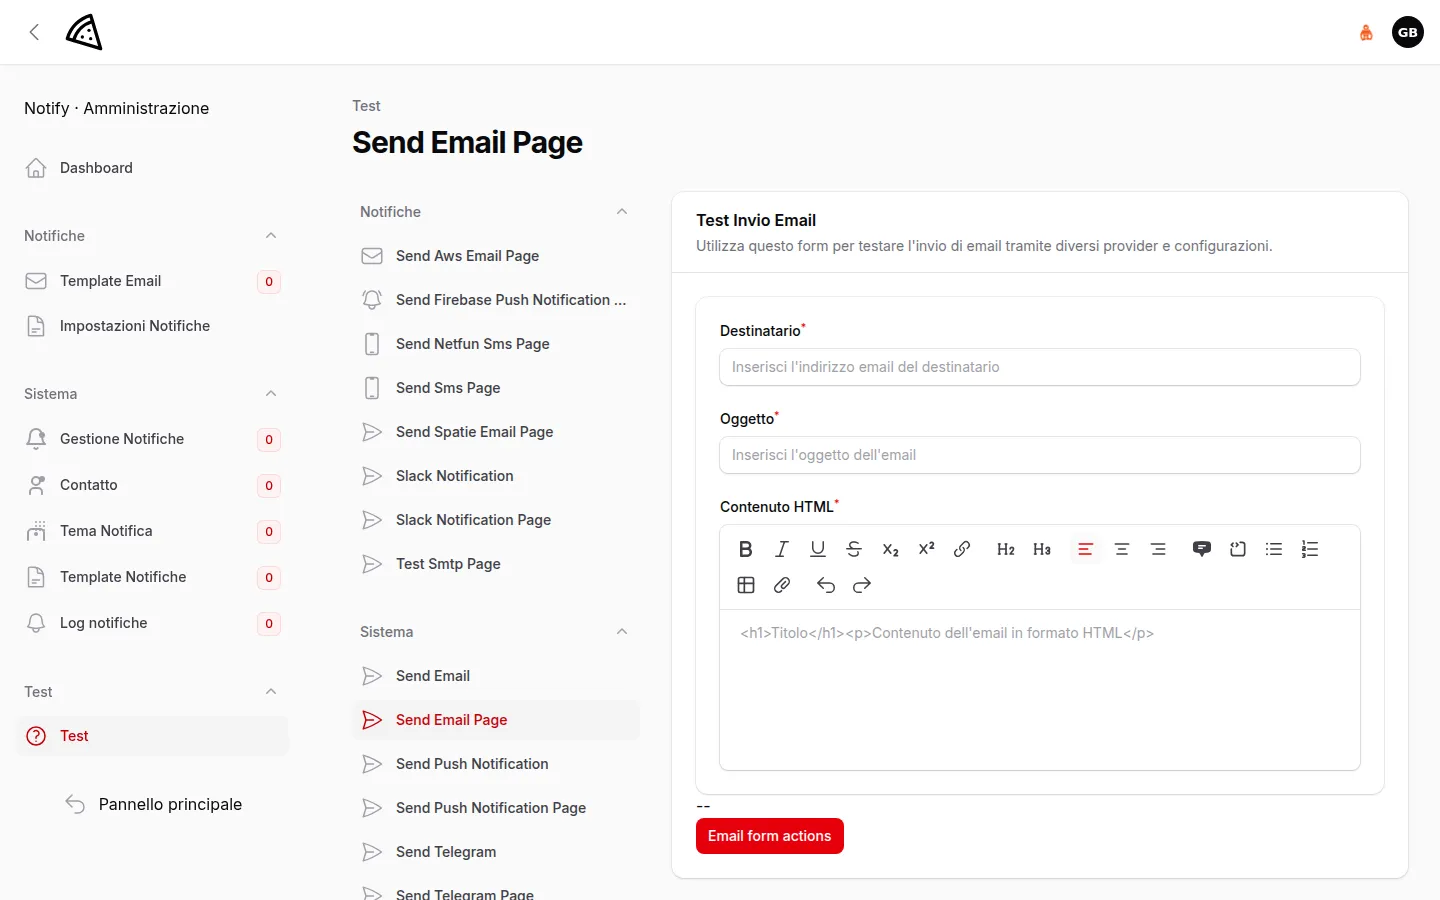 GB
Notify · Amministrazione
Dashboard
Notifiche
Template Email 0
Impostazioni Notifiche
Sistema
Gestione Notifiche 0
Contatto 0
Tema Notifica 0
Template Notifiche 0
Log notifiche 0
Test
Test
Pannello principale
Test
Send Email Page
Notifiche
Send Aws Email Page
Send Firebase Push Notification ...
Send Netfun Sms Page
Send Sms Page
Send Spatie Email Page
Slack Notification
Slack Notification Page
Test Smtp Page
Sistema
Send Email
Send Email Page
Send Push Notification
Send Push Notification Page
Send Telegram
Send Telegram Page
Test Invio Email
Utilizza questo form per testare l'invio di email tramite diversi provider e configurazioni.
Destinatario*
Inserisci l'indirizzo email del destinatario
Oggetto*
Inserisci l'oggetto dell'email
Contenuto HTML*
B I U S x₂ x² H2 H3
<h1>Titolo</h1><p>Contenuto dell'email in formato HTML</p>
--
Email form actions